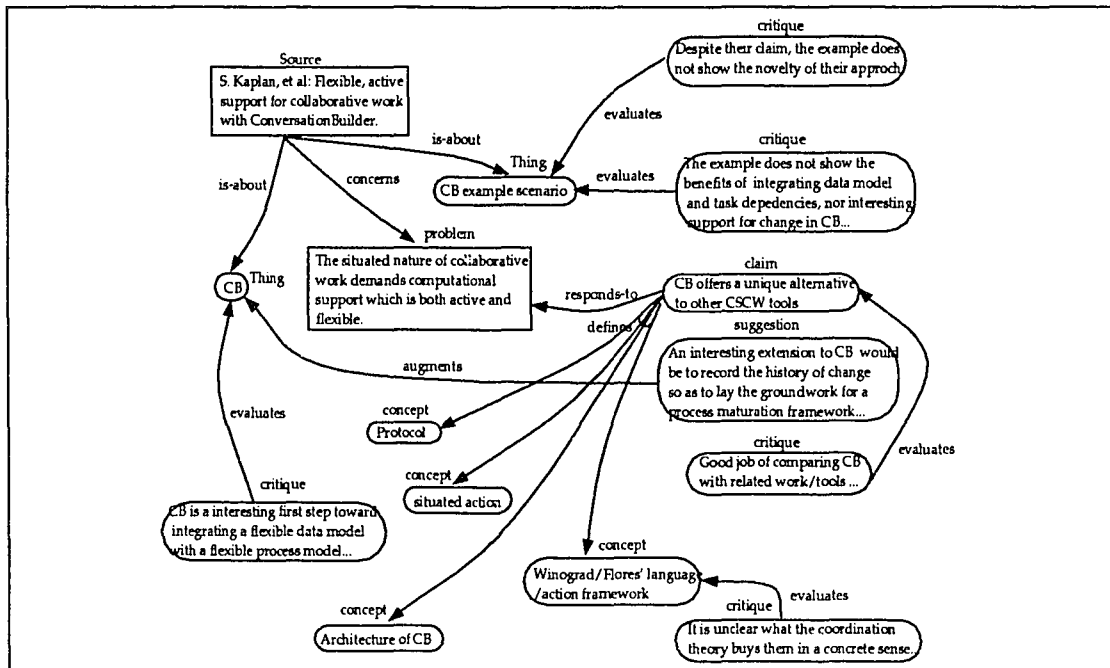 critique
Despite their claim, the example does
not show the novelty of their approch.
Source
S. Kaplan, et al: Flexible, active
support for collaborative work
with ConversationBuilder.
evaluates
is-about
critique
Thing
The example does not show the
benefits of integrating data model
and task depedencies, nor interesting
support for change in CB...
evaluates
CB example scenario
is-about
concerns
problem
The situated nature of collaborative
work demands computational
support which is both active and
flexible.
Thing
CB
claim
CB offers a unique alternative
to other CSCW tools
responds-to
defines
suggestion
An interesting extension to CB would
be to record the history of change
so as to lay the groundwork for a
process maturation framework...
augments
evaluates
concept
Protocol
critique
Good job of comparing CB
with related work/tools ...
evaluates
concept
situated action
critique
CB is a interesting first step toward
integrating a flexible data model
with a flexible process model...
concept
Winograd/Flores' language
/action framework
evaluates
critique
It is unclear what the coordination
theory buys them in a concrete sense...
concept
Architecture of CB